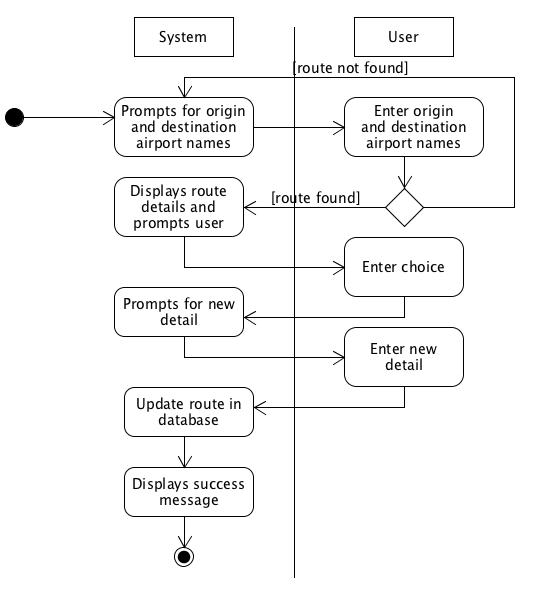 System
User
[route not found]
Prompts for origin
and destination
airport names
Enter origin
and destination
airport names
Displays route
details and
prompts user
[route found]
Enter choice
Prompts for new
detail
Enter new
detail
Update route in
database
Displays success
message